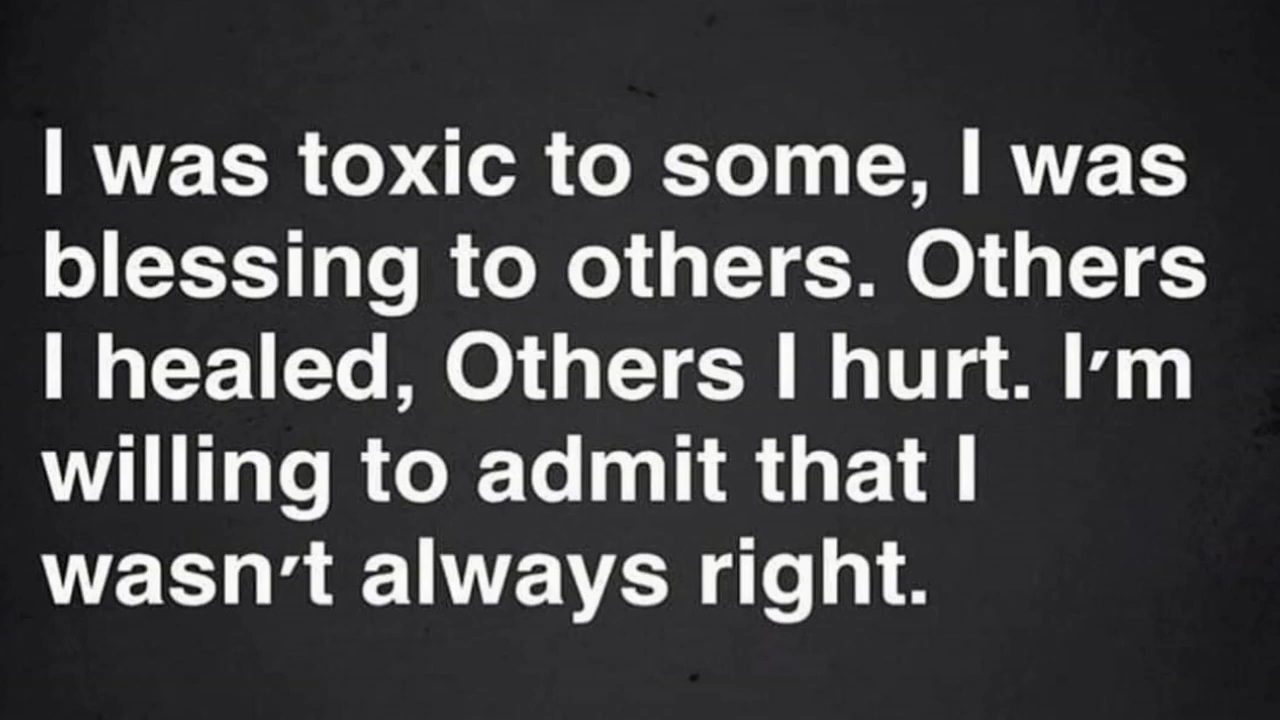 I was toxic to some, I was
blessing to others. Others
I healed, Others I hurt. I′m
willing to admit that I
wasn′t always right.